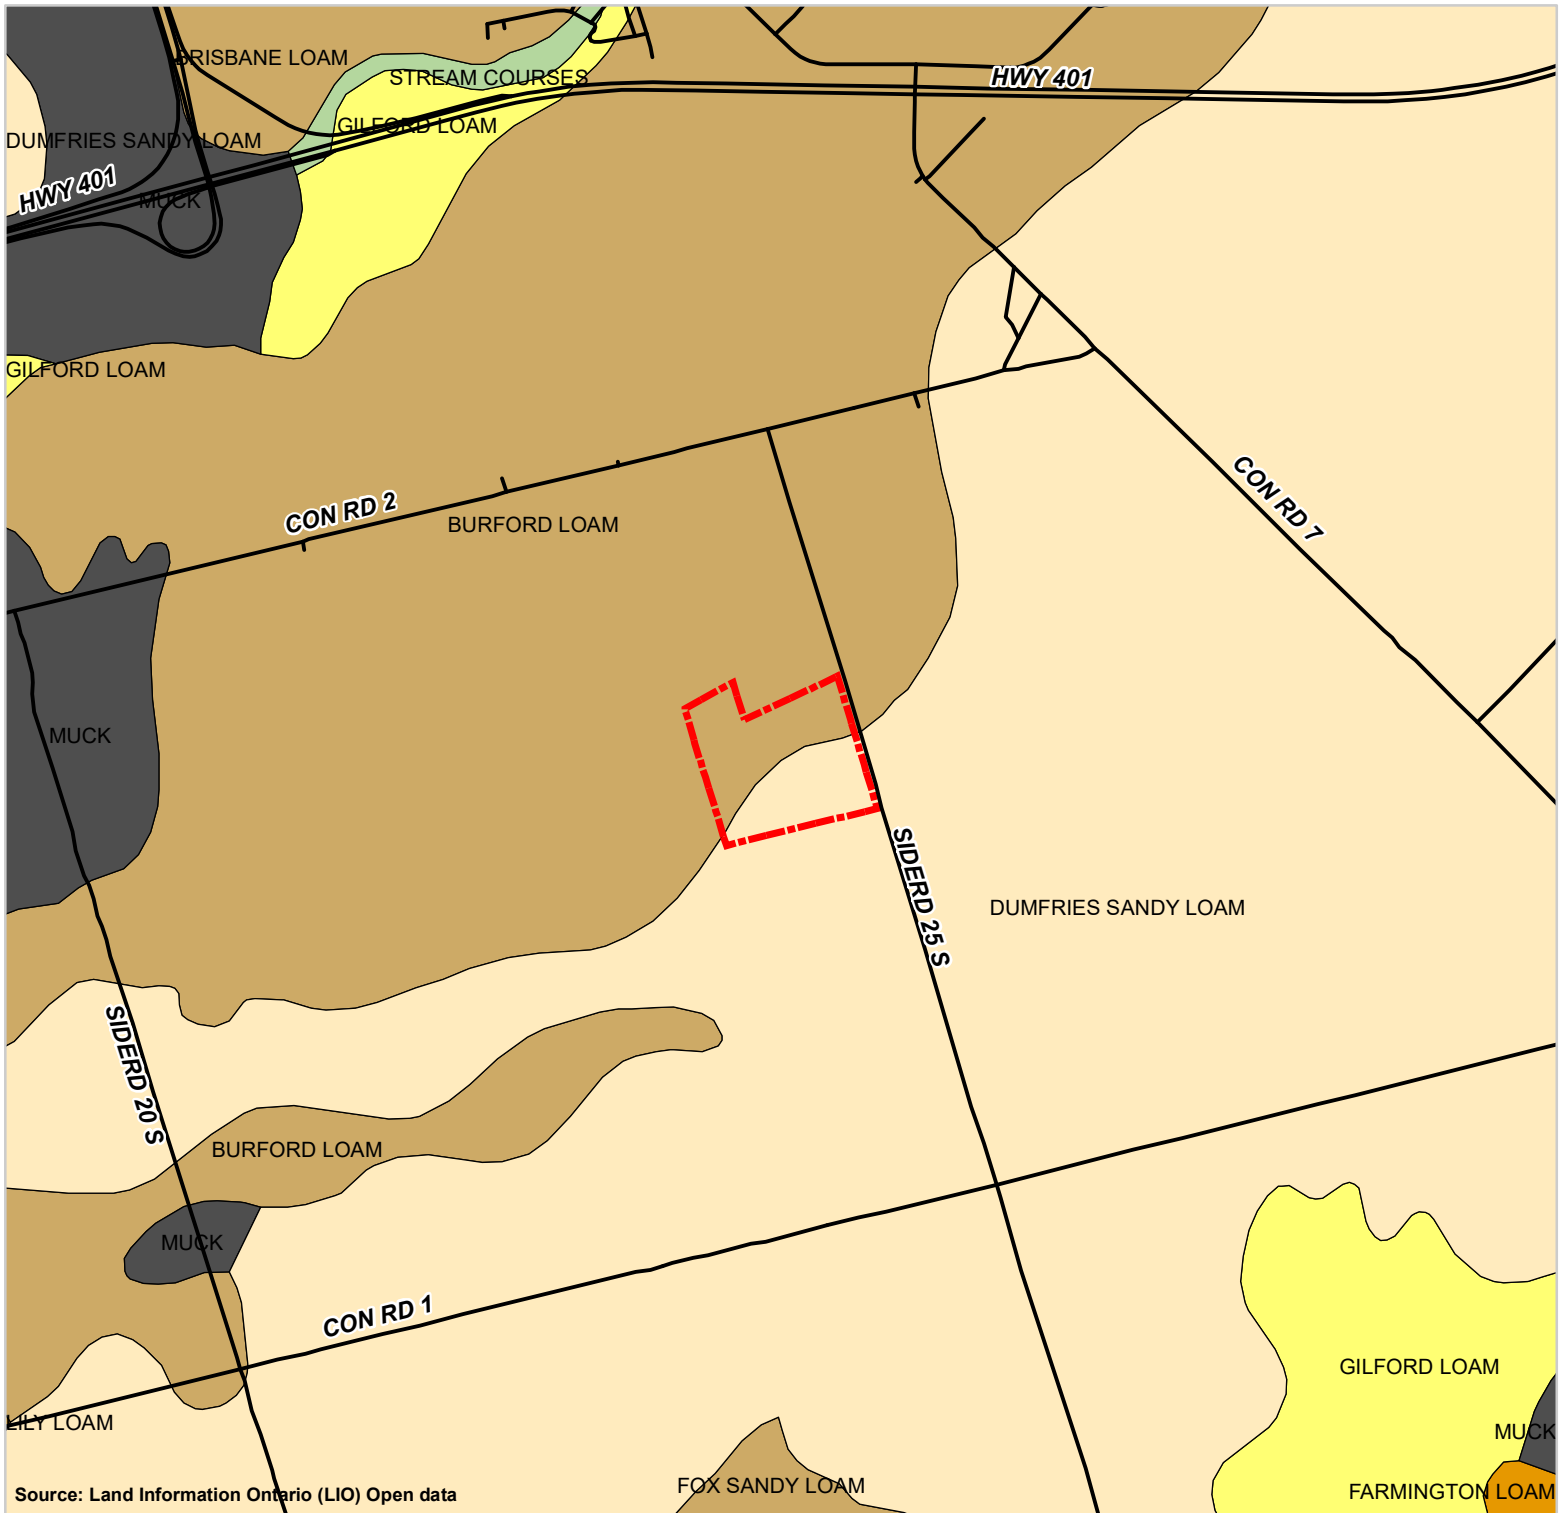 BRISBANE LOAM
STREAM COURSES
HWY 401
GILFORD LOAM
DUMFRIES SANDY LOAM
HWY 401
MUCK
GILFORD LOAM
CON RD 2
BURFORD LOAM
CON RD 7
MUCK
SIDERD 25 S
DUMFRIES SANDY LOAM
SIDERD 20 S
BURFORD LOAM
MUCK
CON RD 1
GILFORD LOAM
LILY LOAM
MUCK
FOX SANDY LOAM
FARMINGTON LOAM
Source: Land Information Ontario (LIO) Open data